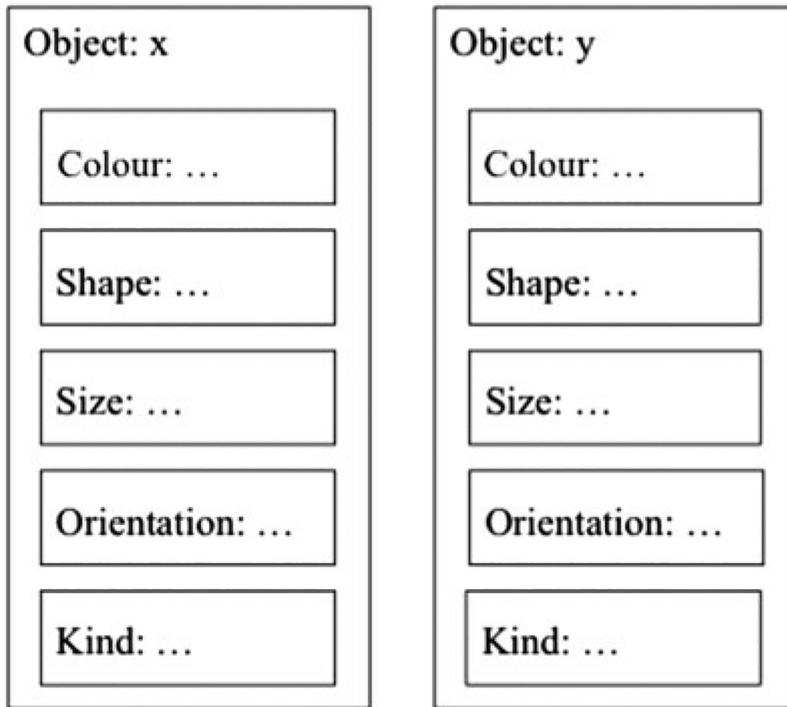 Object: x
Colour: …
Shape: …
Size: …
Orientation: …
Kind: …
Object: y
Colour: …
Shape: …
Size: …
Orientation: …
Kind: …